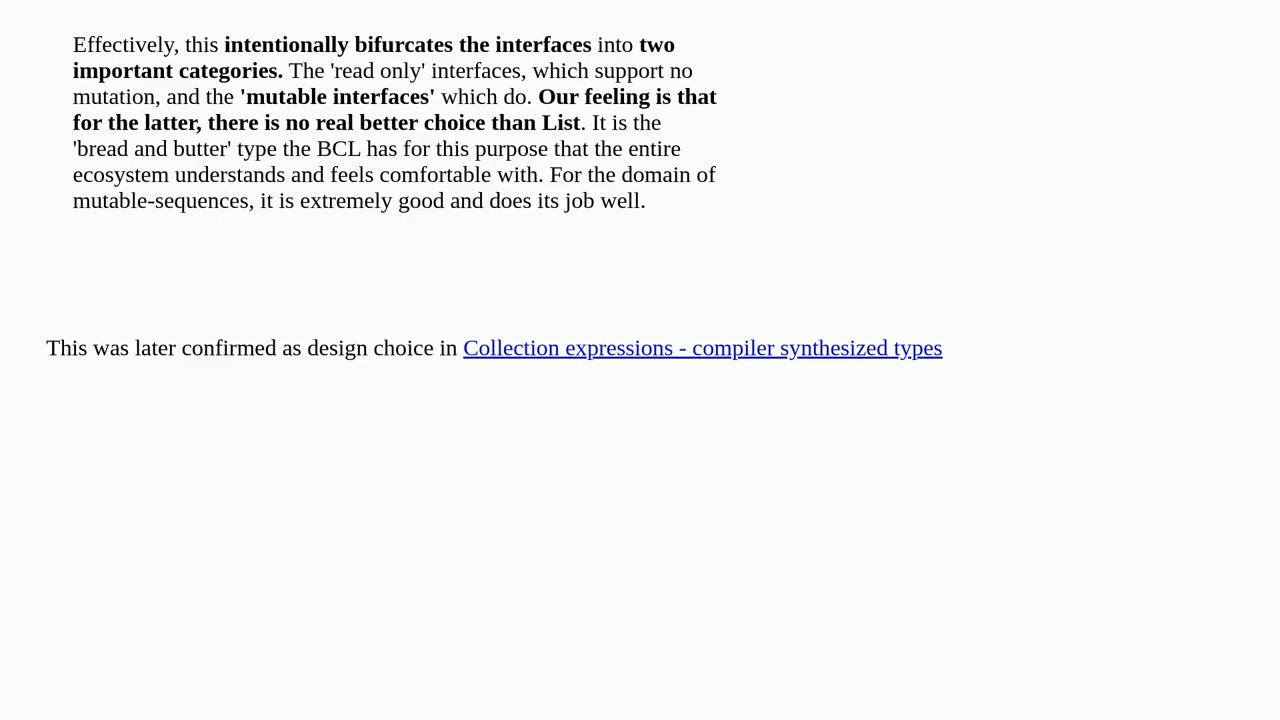 Effectively, this intentionally bifurcates the interfaces into two
important categories. The 'read only' interfaces, which support no
mutation, and the 'mutable interfaces' which do. Our feeling is that
for the latter, there is no real better choice than List. It is the
'bread and butter' type the BCL has for this purpose that the entire
ecosystem understands and feels comfortable with. For the domain of
mutable-sequences, it is extremely good and does its job well.
This was later confirmed as design choice in Collection expressions - compiler synthesized types